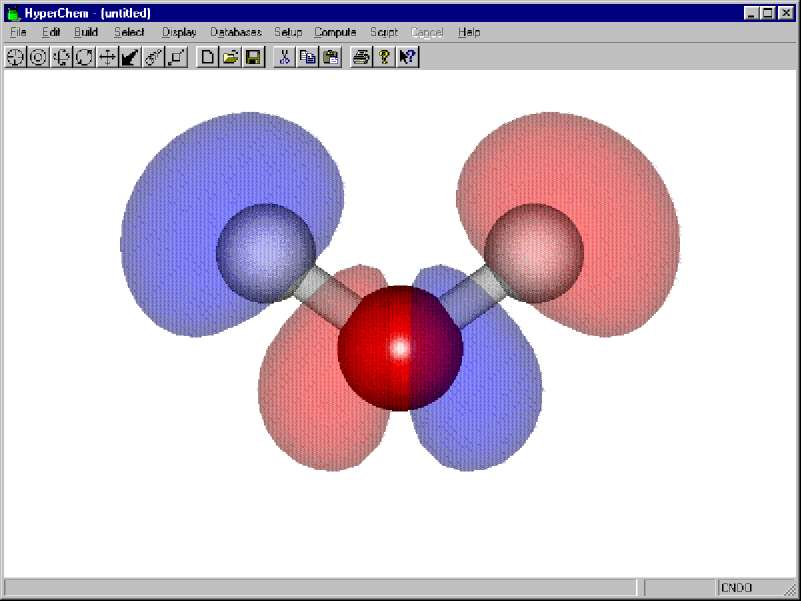 HyperChem - (untitled)
File Edit Build Select Display Databases Setup Compute Script Cancel Help
CNDO